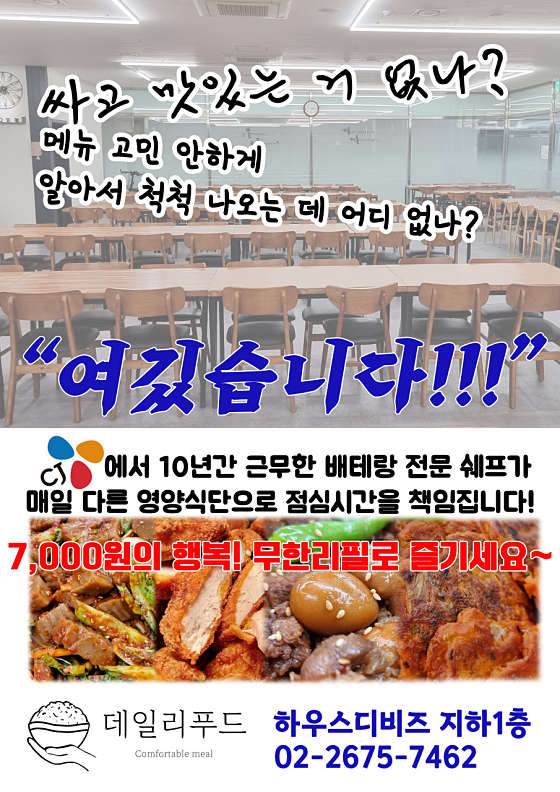 싸고 맛있는 거 없나?
메뉴 고민 안하게
알아서 척척 나오는 데 어디 없나?
“여깄습니다!!!”
CJ에서 10년간 근무한 배테랑 전문 쉐프가
매일 다른 영양식단으로 점심시간을 책임집니다!
7,000원의 행복! 무한리필로 즐기세요~
데일리푸드
Comfortable meal
하우스디비즈 지하1층
02-2675-7462